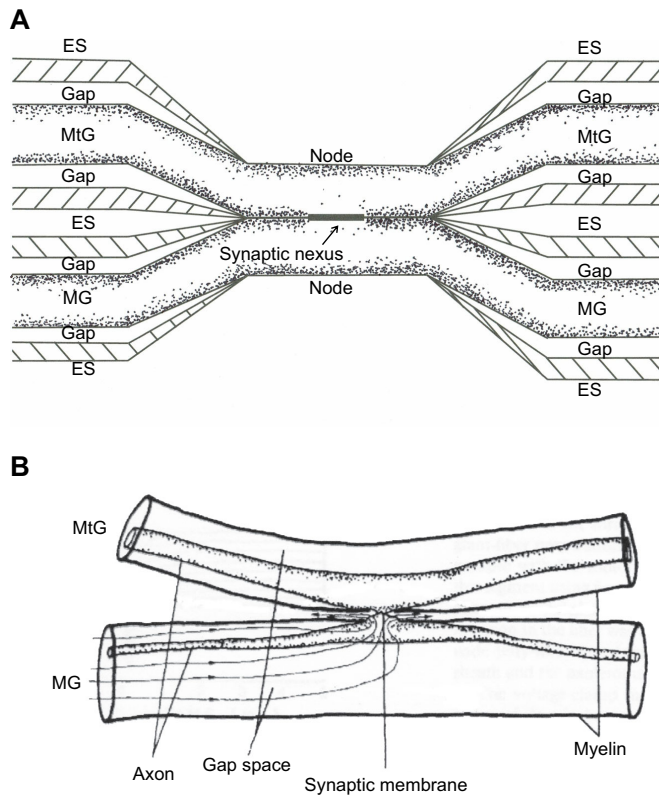 A
ES ES
Gap Gap
MtG MtG
Node
Gap Gap
ES ES
Synaptic nexus
Gap Gap
Node
MG MG
Gap Gap
ES ES
B
MtG
MG
Axon Gap space Synaptic membrane Myelin